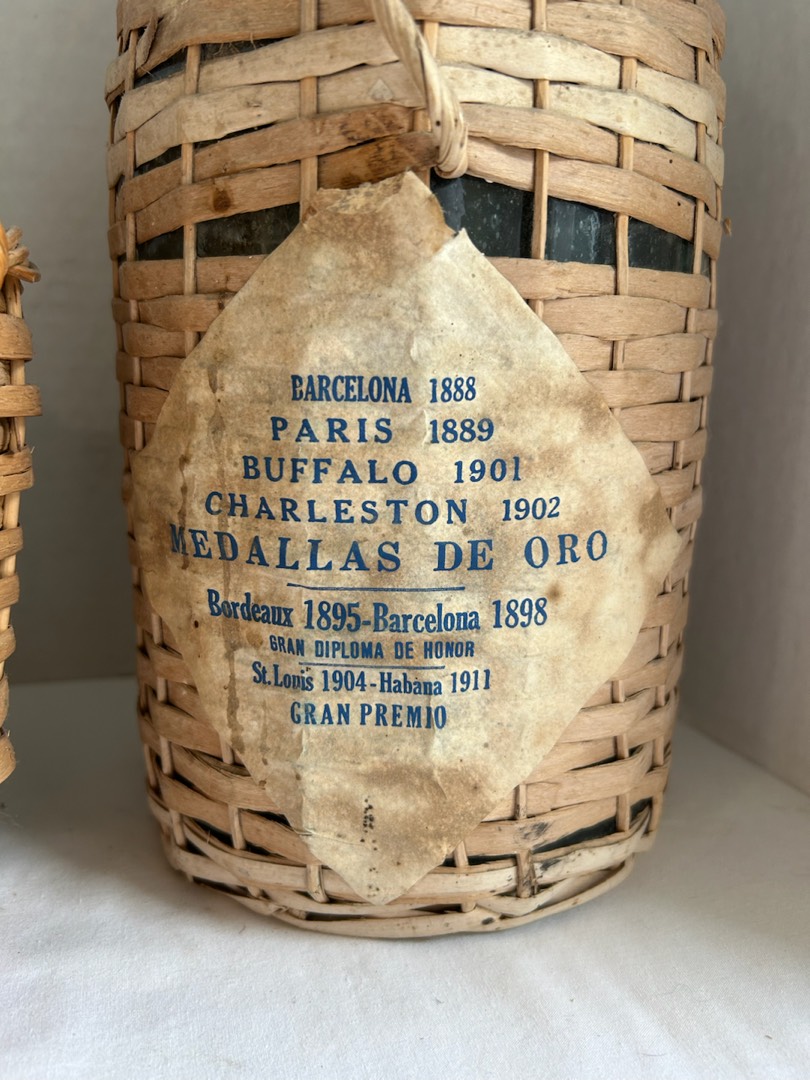 BARCELONA 1888
PARIS 1889
BUFFALO 1901
CHARLESTON 1902
MEDALLAS DE ORO
Bordeaux 1895-Barcelona 1898
GRAN DIPLOMA DE HONOR
St. Louis 1904-Habana 1911
GRAN PREMIO